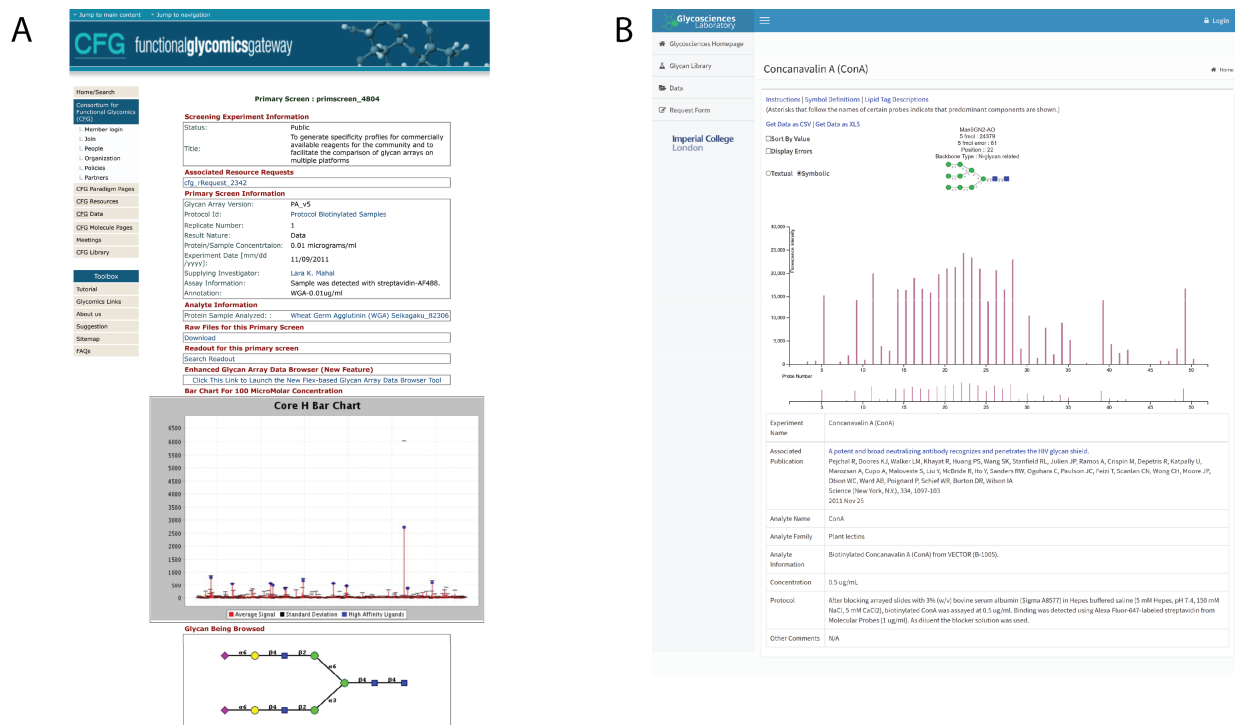 A
Jump to main content
Jump to navigation
CFG functionalglycomicsgateway
Home/Search
Consortium for
Functional Glycomics
(CFG)
Member login
Join
People
Organization
Policies
Partners
CFG Paradigm Pages
CFG Resources
CFG Data
CFG Molecule Pages
Meetings
CFG Library
Toolbox
Tutorial
Glycomics Links
About us
Suggestion
Sitemap
FAQs
Primary Screen : primscreen_4804
Screening Experiment Information
Status: Public
Title: To generate specificity profiles for commercially
available reagents for the community and to
facilitate the comparison of glycan arrays on
multiple platforms
Associated Resource Requests
cfg_rRequest_2342
Primary Screen Information
Glycan Array Version: PA_v5
Protocol Id: Protocol Biotinylated Samples
Replicate Number: 1
Result Nature: Data
Protein/Sample Concentrtaion: 0.01 micrograms/ml
Experiment Date [mm/dd
/yyyy]: 11/09/2011
Supplying Investigator: Lara K. Mahal
Assay Information: Sample was detected with streptavidin-AF488.
Annotation: WGA-0.01ug/ml
Analyte Information
Protein Sample Analyzed: : Wheat Germ Agglutinin (WGA) Seikagaku_82306
Raw Files for this Primary Screen
Download
Readout for this primary screen
Search Readout
Enhanced Glycan Array Data Browser (New Feature)
Click This Link to Launch the New Flex-based Glycan Array Data Browser Tool
Bar Chart For 100 MicroMolar Concentration
Core H Bar Chart
6500
6000
5500
5000
4500
4000
3500
3000
2500
2000
1500
1000
500
0
Average Signal Standard Deviation High Affinity Ligands
Glycan Being Browsed
α6 β4 β2
α6
β4 β4
α3
α6 β4 β2
B
Glycosciences
Laboratory
Login
Glycosciences Homepage
Glycan Library
Data
Request Form
Imperial College
London
Concanavalin A (ConA)
Home
Instructions | Symbol Definitions | Lipid Tag Descriptions
(Asterisks that follow the names of certain probes indicate that predominant components are shown.)
Get Data as CSV | Get Data as XLS
Sort By Value
Display Errors
Textual Symbolic
Man9GN2-AO
5 fmol : 24379
5 fmol error : 61
Position : 22
Backbone Type : N-glycan related
Fluorescence Intensity
30,000
25,000
20,000
15,000
10,000
5,000
0
5 10 15 20 25 30 35 40 45 50
Probe Number
5 10 15 20 25 30 35 40 45 50
Experiment
Name
Concanavalin A (ConA)
Associated
Publication
A potent and broad neutralizing antibody recognizes and penetrates the HIV glycan shield.
Pejchal R, Doores KJ, Walker LM, Khayat R, Huang PS, Wang SK, Stanfield RL, Julien JP, Ramos A, Crispin M, Depetris R, Katpally U,
Marozsan A, Cupo A, Maloveste S, Liu Y, McBride R, Ito Y, Sanders RW, Ogohara C, Paulson JC, Feizi T, Scanlan CN, Wong CH, Moore JP,
Olson WC, Ward AB, Poignard P, Schief WR, Burton DR, Wilson IA
Science (New York, N.Y.), 334, 1097-103
2011 Nov 25
Analyte Name ConA
Analyte Family Plant lectins
Analyte
Information
Biotinylated Concanavalin A (ConA) from VECTOR (B-1005).
Concentration 0.5 ug/mL
Protocol
After blocking arrayed slides with 3% (w/v) bovine serum albumin (Sigma A8577) in Hepes buffered saline (5 mM Hepes, pH 7.4, 150 mM
NaCl, 5 mM CaCl2), biotinylated ConA was assayed at 0.5 ug/ml. Binding was detected using Alexa Fluor-647-labeled streptavidin from
Molecular Probes (1 ug/ml). As diluent the blocker solution was used.
Other Comments N/A